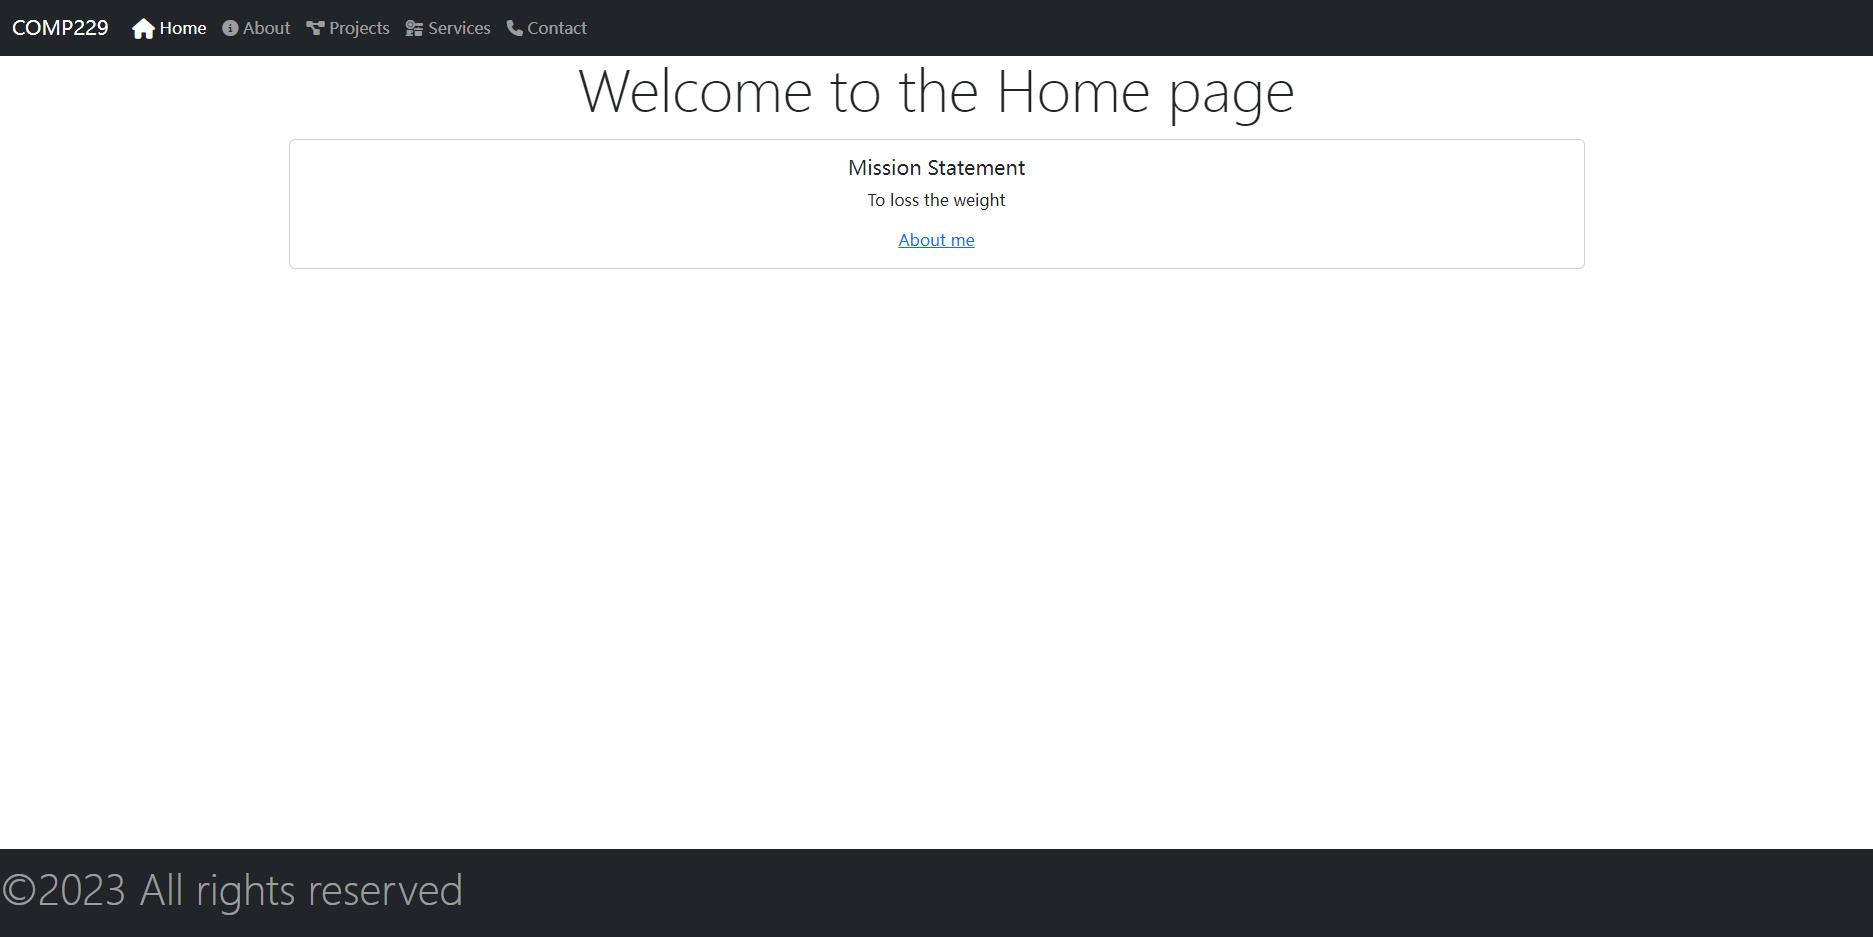 COMP229 Home About Projects Services Contact
Welcome to the Home page
Mission Statement
To loss the weight
About me
©2023 All rights reserved